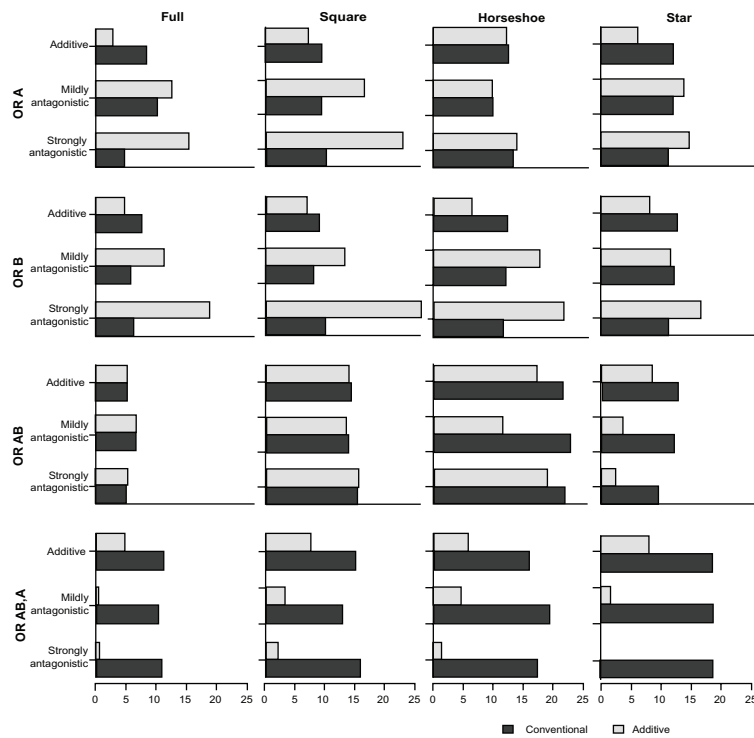 Full Square Horseshoe Star
OR A
Additive
Mildly
antagonistic
Strongly
antagonistic
OR B
Additive
Mildly
antagonistic
Strongly
antagonistic
OR AB
Additive
Mildly
antagonistic
Strongly
antagonistic
OR AB,A
Additive
Mildly
antagonistic
Strongly
antagonistic
0 5 10 15 20 25 0 5 10 15 20 25 0 5 10 15 20 25 0 5 10 15 20 25
Conventional Additive